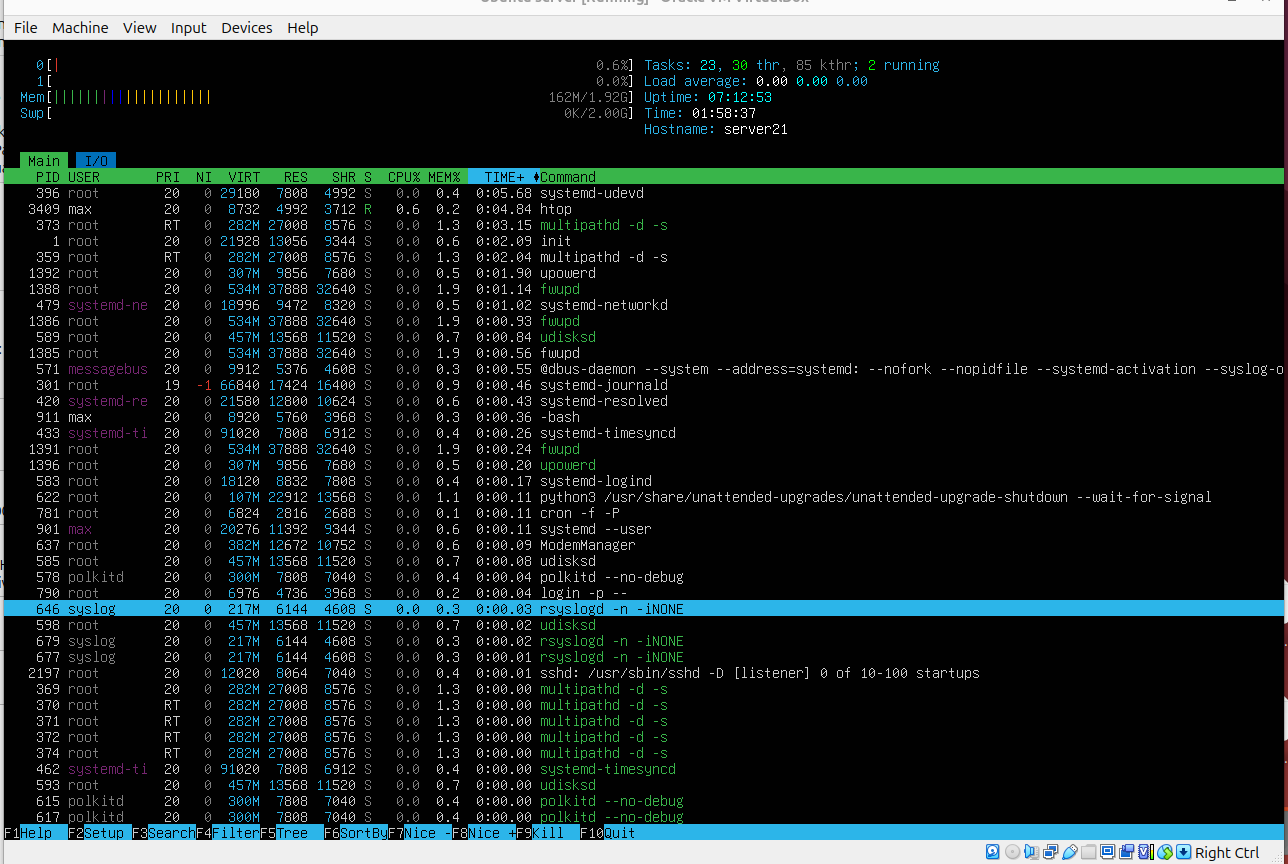 File Machine View Input Devices Help
0[| 0.6%] Tasks: 23, 30 thr, 85 kthr; 2 running
1[ 0.0%] Load average: 0.00 0.00 0.00
Mem[|||||||||||||||||||| 162M/1.92G] Uptime: 07:12:53
Swp[ 0K/2.00G] Time: 01:58:37
Hostname: server21
Main I/O
PID USER PRI NI VIRT RES SHR S CPU% MEM% TIME+ Command
396 root 20 0 29180 7808 4992 S 0.0 0.4 0:05.68 systemd-udevd
3409 max 20 0 8732 4992 3712 R 0.6 0.2 0:04.84 htop
373 root RT 0 282M 27008 8576 S 0.0 1.3 0:03.15 multipathd -d -s
1 root 20 0 21928 13056 9344 S 0.0 0.6 0:02.09 init
359 root RT 0 282M 27008 8576 S 0.0 1.3 0:02.04 multipathd -d -s
1392 root 20 0 307M 9856 7680 S 0.0 0.5 0:01.90 upowerd
1388 root 20 0 534M 37888 32640 S 0.0 1.9 0:01.14 fwupd
479 systemd-ne 20 0 18996 9472 8320 S 0.0 0.5 0:01.02 systemd-networkd
1386 root 20 0 534M 37888 32640 S 0.0 1.9 0:00.93 fwupd
589 root 20 0 457M 13568 11520 S 0.0 0.7 0:00.84 udisksd
1385 root 20 0 534M 37888 32640 S 0.0 1.9 0:00.56 fwupd
571 messagebus 20 0 9912 5376 4608 S 0.0 0.3 0:00.55 @dbus-daemon --system --address=systemd: --nofork --nopidfile --systemd-activation --syslog-o
301 root 19 -1 66840 17424 16400 S 0.0 0.9 0:00.46 systemd-journald
420 systemd-re 20 0 21580 12800 10624 S 0.0 0.6 0:00.43 systemd-resolved
911 max 20 0 8920 5760 3968 S 0.0 0.3 0:00.36 -bash
433 systemd-ti 20 0 91020 7808 6912 S 0.0 0.4 0:00.26 systemd-timesyncd
1391 root 20 0 534M 37888 32640 S 0.0 1.9 0:00.24 fwupd
1396 root 20 0 307M 9856 7680 S 0.0 0.5 0:00.20 upowerd
583 root 20 0 18120 8832 7808 S 0.0 0.4 0:00.17 systemd-logind
622 root 20 0 107M 22912 13568 S 0.0 1.1 0:00.11 python3 /usr/share/unattended-upgrades/unattended-upgrade-shutdown --wait-for-signal
781 root 20 0 6824 2816 2688 S 0.0 0.1 0:00.11 cron -f -P
901 max 20 0 20276 11392 9344 S 0.0 0.6 0:00.11 systemd --user
637 root 20 0 382M 12672 10752 S 0.0 0.6 0:00.09 ModemManager
585 root 20 0 457M 13568 11520 S 0.0 0.7 0:00.08 udisksd
578 polkitd 20 0 300M 7808 7040 S 0.0 0.4 0:00.04 polkitd --no-debug
790 root 20 0 6976 4736 3968 S 0.0 0.2 0:00.04 login -p --
646 syslog 20 0 217M 6144 4608 S 0.0 0.3 0:00.03 rsyslogd -n -iNONE
598 root 20 0 457M 13568 11520 S 0.0 0.7 0:00.02 udisksd
679 syslog 20 0 217M 6144 4608 S 0.0 0.3 0:00.02 rsyslogd -n -iNONE
677 syslog 20 0 217M 6144 4608 S 0.0 0.3 0:00.01 rsyslogd -n -iNONE
2197 root 20 0 12020 8064 7040 S 0.0 0.4 0:00.01 sshd: /usr/sbin/sshd -D [listener] 0 of 10-100 startups
369 root RT 0 282M 27008 8576 S 0.0 1.3 0:00.00 multipathd -d -s
370 root RT 0 282M 27008 8576 S 0.0 1.3 0:00.00 multipathd -d -s
371 root RT 0 282M 27008 8576 S 0.0 1.3 0:00.00 multipathd -d -s
372 root RT 0 282M 27008 8576 S 0.0 1.3 0:00.00 multipathd -d -s
374 root RT 0 282M 27008 8576 S 0.0 1.3 0:00.00 multipathd -d -s
462 systemd-ti 20 0 91020 7808 6912 S 0.0 0.4 0:00.00 systemd-timesyncd
593 root 20 0 457M 13568 11520 S 0.0 0.7 0:00.00 udisksd
615 polkitd 20 0 300M 7808 7040 S 0.0 0.4 0:00.00 polkitd --no-debug
617 polkitd 20 0 300M 7808 7040 S 0.0 0.4 0:00.00 polkitd --no-debug
F1Help F2Setup F3SearchF4FilterF5Tree F6SortByF7Nice -F8Nice +F9Kill F10Quit
Right Ctrl